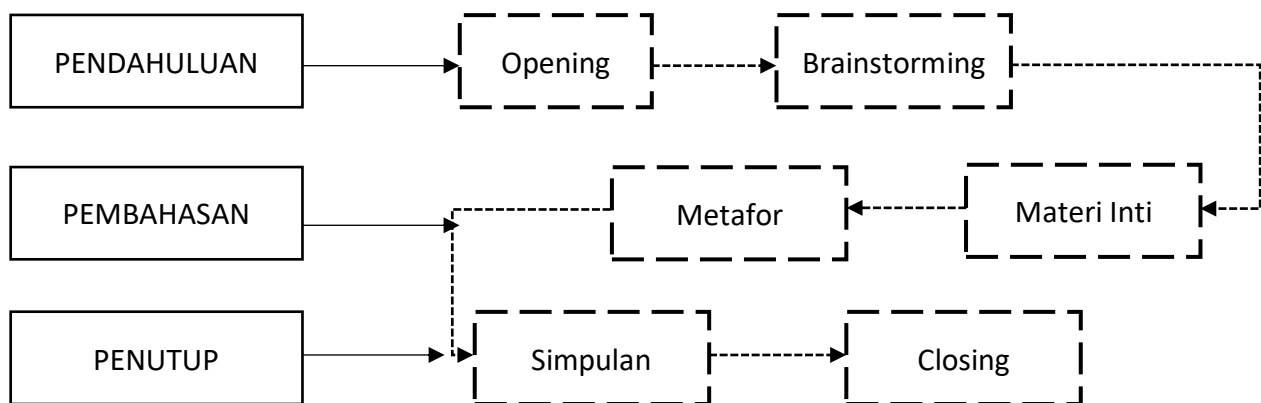 PENDAHULUAN
Opening
Brainstorming
PEMBAHASAN
Metafor
Materi Inti
PENUTUP
Simpulan
Closing